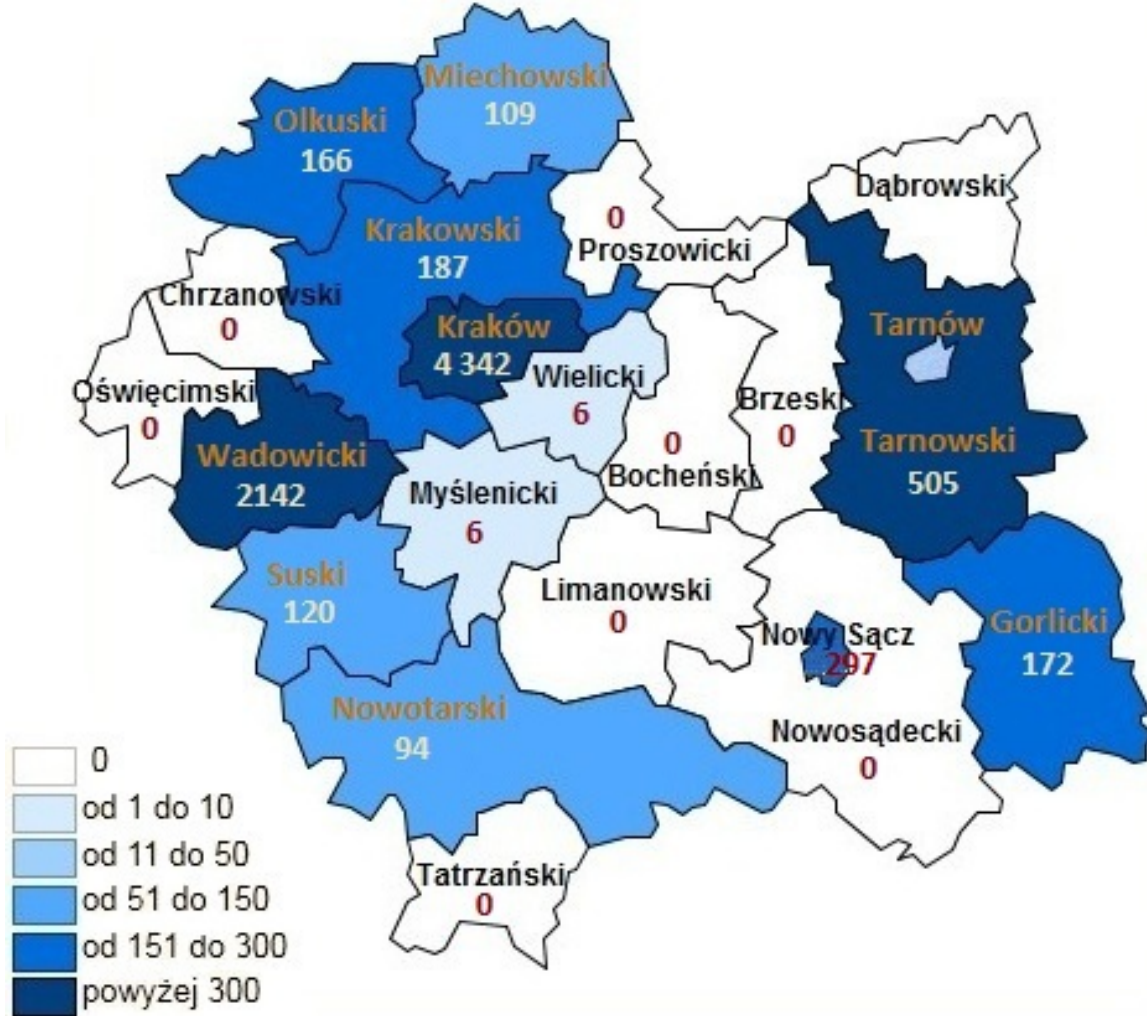 Miechowski
109
Olkuski
166
Dąbrowski
Krakowski
187
0
Proszowicki
Chrzanowski
0
Kraków
4 342
Tarnów
Oświęcimski
0
Wielicki
6
Brzeski
0
Wadowicki
2142
0
Bocheński
Tarnowski
505
Myślenicki
6
Suski
120
Limanowski
0
Nowy Sącz
297
Gorlicki
172
Nowotarski
94
Nowosądecki
0
Tatrzański
0
0
od 1 do 10
od 11 do 50
od 51 do 150
od 151 do 300
powyżej 300